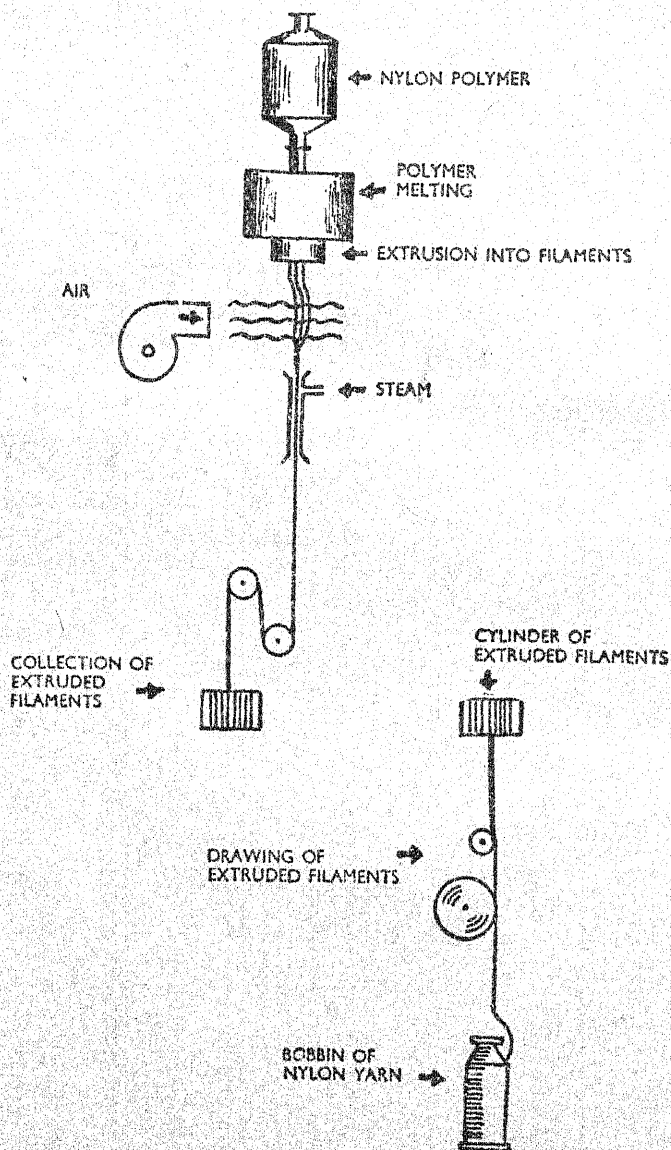 NYLON POLYMER
POLYMER
MELTING
EXTRUSION INTO FILAMENTS
AIR
STEAM
COLLECTION OF
EXTRUDED
FILAMENTS
CYLINDER OF
EXTRUDED FILAMENTS
DRAWING OF
EXTRUDED FILAMENTS
BOBBIN OF
NYLON YARN